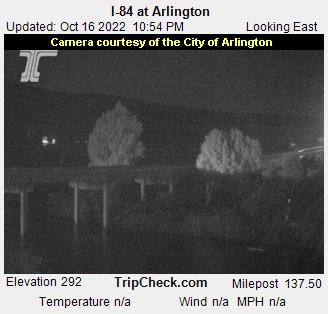 I-84 at Arlington
Updated: Oct 16 2022 10:54 PM Looking East
Camera courtesy of the City of Arlington
Elevation 292 TripCheck.com Milepost 137.50
Temperature n/a Wind n/a MPH n/a